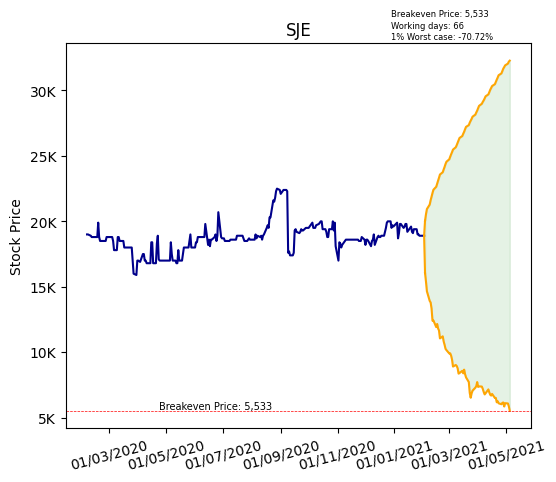 Breakeven Price: 5,533
Working days: 66
1% Worst case: -70.72%
SJE
Stock Price
30K
25K
20K
15K
10K
5K
Breakeven Price: 5,533
01/03/2020
01/05/2020
01/07/2020
01/09/2020
01/11/2020
01/01/2021
01/03/2021
01/05/2021